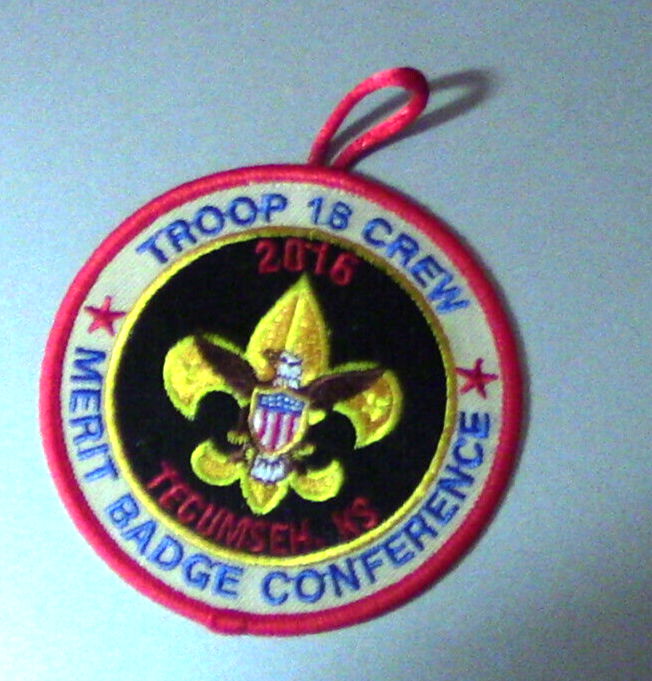 TROOP 18 CREW
2016
TECUMSEH, KS
MERIT BADGE CONFERENCE